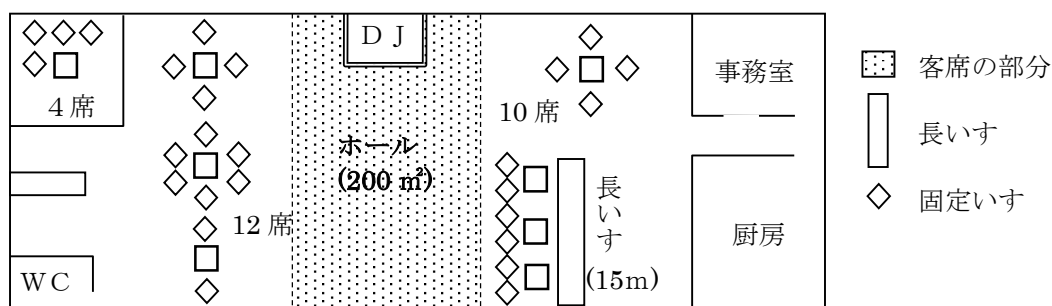 DJ
4席
事務室
10席
ホール
(200㎡)
長いす
(15m)
12席
厨房
WC
客席の部分
長いす
固定いす